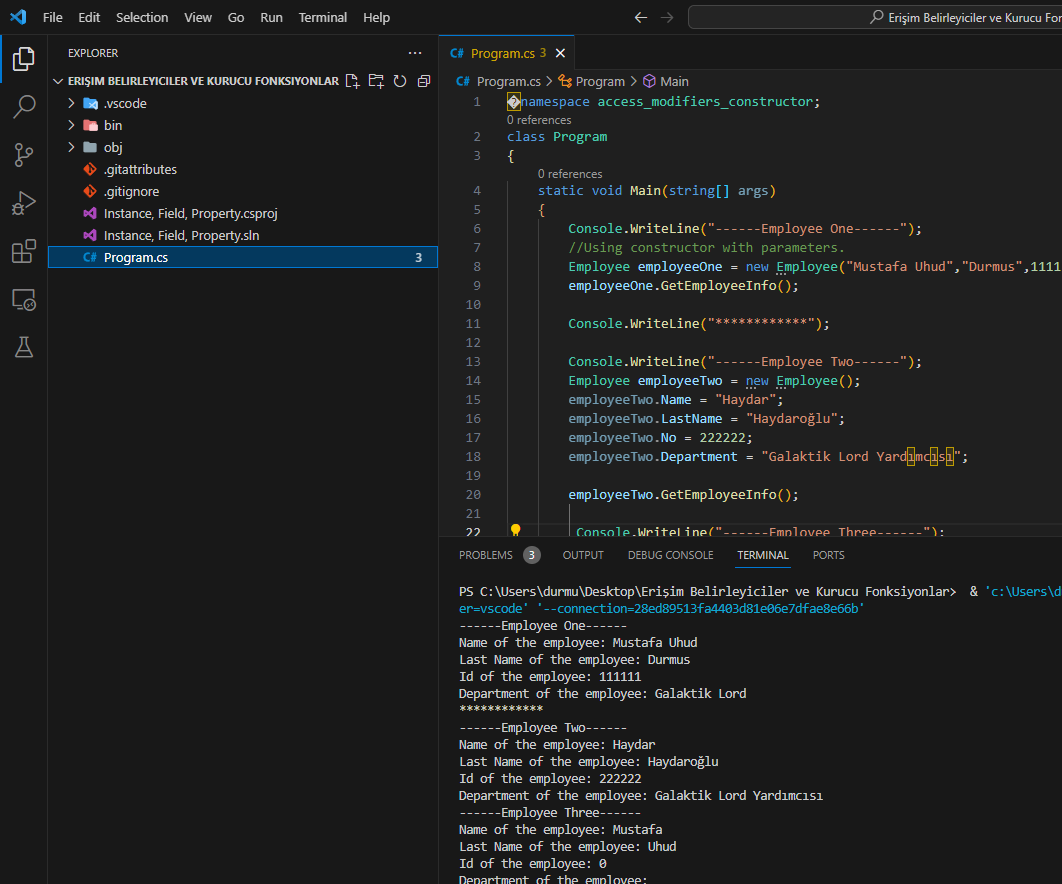 File Edit Selection View Go Run Terminal Help
Erişim Belirleyiciler ve Kurucu For
EXPLORER
ERIŞIM BELIRLEYICILER VE KURUCU FONKSIYONLAR
.vscode
bin
obj
.gitattributes
.gitignore
Instance, Field, Property.csproj
Instance, Field, Property.sln
C# Program.cs 3
C# Program.cs 3
C# Program.cs > Program > Main
1 �namespace access_modifiers_constructor;
0 references
2 class Program
3 {
0 references
4 static void Main(string[] args)
5 {
6 Console.WriteLine("------Employee One------");
7 //Using constructor with parameters.
8 Employee employeeOne = new Employee("Mustafa Uhud","Durmus",1111
9 employeeOne.GetEmployeeInfo();
10
11 Console.WriteLine("************");
12
13 Console.WriteLine("------Employee Two------");
14 Employee employeeTwo = new Employee();
15 employeeTwo.Name = "Haydar";
16 employeeTwo.LastName = "Haydaroğlu";
17 employeeTwo.No = 222222;
18 employeeTwo.Department = "Galaktik Lord Yardımcısı";
19
20 employeeTwo.GetEmployeeInfo();
21
22 Console.WriteLine("------Employee Three------");
PROBLEMS 3 OUTPUT DEBUG CONSOLE TERMINAL PORTS
PS C:\Users\durmu\Desktop\Erişim Belirleyiciler ve Kurucu Fonksiyonlar> & 'c:\Users\d
er=vscode' '--connection=28ed89513fa4403d81e06e7dfae8e66b'
------Employee One------
Name of the employee: Mustafa Uhud
Last Name of the employee: Durmus
Id of the employee: 111111
Department of the employee: Galaktik Lord
************
------Employee Two------
Name of the employee: Haydar
Last Name of the employee: Haydaroğlu
Id of the employee: 222222
Department of the employee: Galaktik Lord Yardımcısı
------Employee Three------
Name of the employee: Mustafa
Last Name of the employee: Uhud
Id of the employee: 0
Department of the employee: